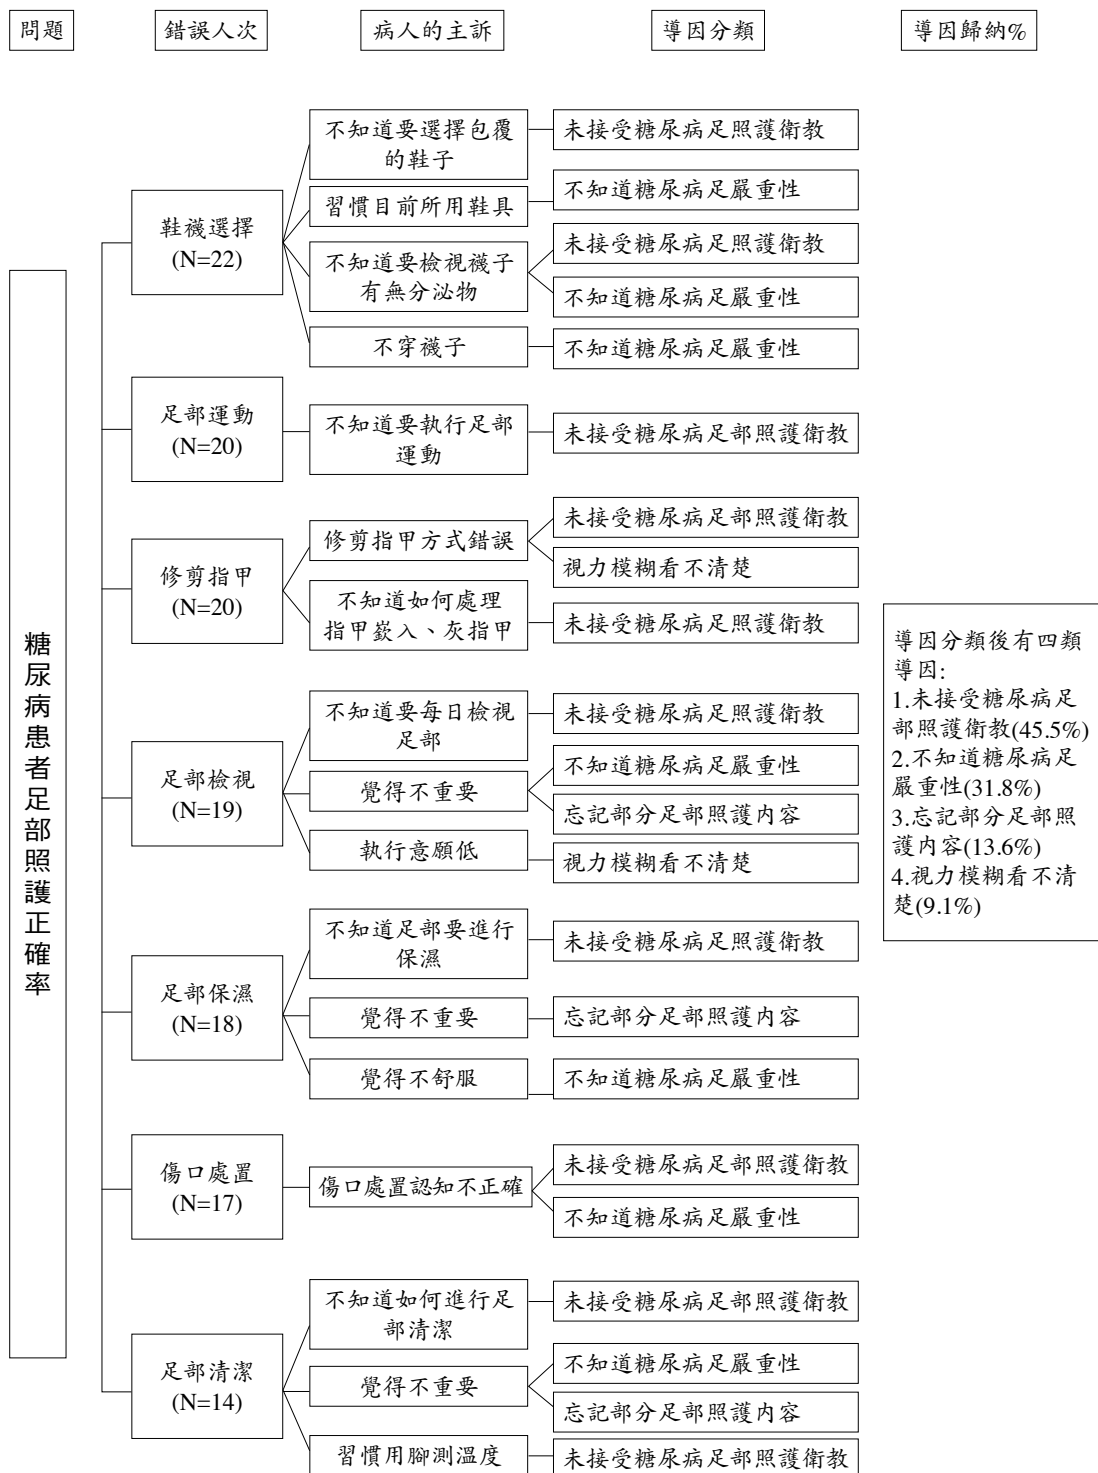 問題
錯誤人次
病人的主訴
導因分類
導因歸納%
糖尿病患者足部照護正確率
鞋襪選擇
(N=22)
不知道要選擇包覆
的鞋子
未接受糖尿病足照護衛教
習慣目前所用鞋具
不知道糖尿病足嚴重性
不知道要檢視襪子
有無分泌物
未接受糖尿病足照護衛教
不知道糖尿病足嚴重性
不穿襪子
不知道糖尿病足嚴重性
足部運動
(N=20)
不知道要執行足部
運動
未接受糖尿病足部照護衛教
修剪指甲
(N=20)
修剪指甲方式錯誤
未接受糖尿病足部照護衛教
視力模糊看不清楚
不知道如何處理
指甲嵌入、灰指甲
未接受糖尿病足照護衛教
足部檢視
(N=19)
不知道要每日檢視
足部
未接受糖尿病足照護衛教
覺得不重要
不知道糖尿病足嚴重性
忘記部分足部照護內容
執行意願低
視力模糊看不清楚
足部保濕
(N=18)
不知道足部要進行
保濕
未接受糖尿病足照護衛教
覺得不重要
忘記部分足部照護內容
覺得不舒服
不知道糖尿病足嚴重性
傷口處置
(N=17)
傷口處置認知不正確
未接受糖尿病足部照護衛教
不知道糖尿病足嚴重性
足部清潔
(N=14)
不知道如何進行足
部清潔
未接受糖尿病足部照護衛教
覺得不重要
不知道糖尿病足嚴重性
忘記部分足部照護內容
習慣用腳測溫度
未接受糖尿病足部照護衛教
導因分類後有四類
導因:
1.未接受糖尿病足
部照護衛教(45.5%)
2.不知道糖尿病足
嚴重性(31.8%)
3.忘記部分足部照
護內容(13.6%)
4.視力模糊看不清
楚(9.1%)